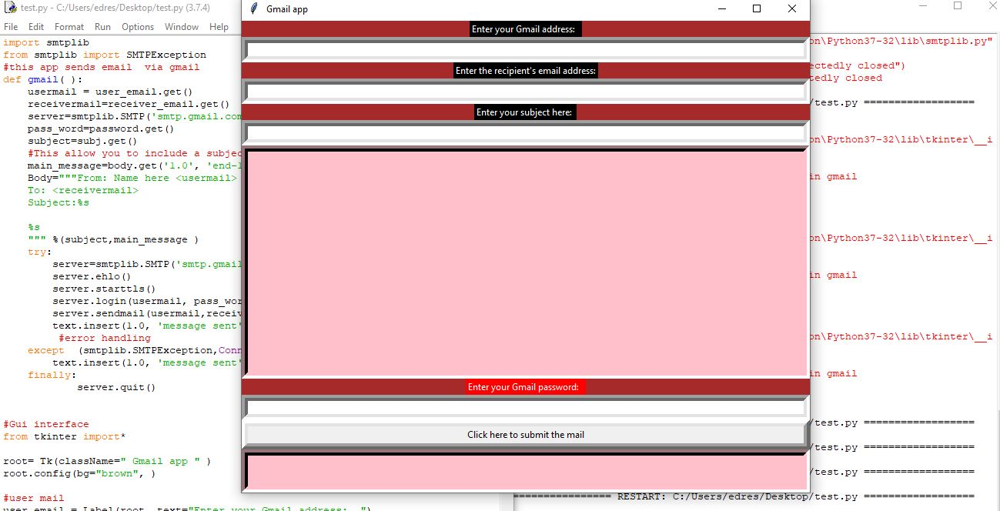 test.py - C:/Users/edres/Desktop/test.py (3.7.4)
File Edit Format Run Options Window Help
import smtplib
from smtplib import SMTPException
#this app sends email  via gmail
def gmail( ):
    usermail = user_email.get()
    receivermail=receiver_email.get()
    server=smtplib.SMTP('smtp.gmail.com
    pass_word=password.get()
    subject=subj.get()
    #This allow you to include a subjec
    main_message=body.get('1.0', 'end-1
    Body="""From: Name here <usermail>
    To: <receivermail>
    Subject:%s
    %s
    """ %(subject,main_message )
    try:
        server=smtplib.SMTP('smtp.gmail
        server.ehlo()
        server.starttls()
        server.login(usermail, pass_wor
        server.sendmail(usermail,receiv
        text.insert(1.0, 'message sent'
         #error handling
    except  (smtplib.SMTPException,Conn
        text.insert(1.0, 'message sent'
    finally:
            server.quit()
#Gui interface
from tkinter import*
root= Tk(className=" Gmail app " )
root.config(bg="brown", )
#user mail
user_email = Label(root, text="Enter your Gmail address:  ")
Gmail app
Enter your Gmail address:
Enter the recipient's email address:
Enter your subject here:
Enter your Gmail password:
Click here to submit the mail
on\Python37-32\lib\smtplib.py"
ectedly closed")
tedly closed
/test.py ==================
on\Python37-32\lib\tkinter\__i
in gmail
on\Python37-32\lib\tkinter\__i
in gmail
on\Python37-32\lib\tkinter\__i
in gmail
/test.py ==================
/test.py ==================
/test.py ==================
================ RESTART: C:/Users/edres/Desktop/test.py ==================